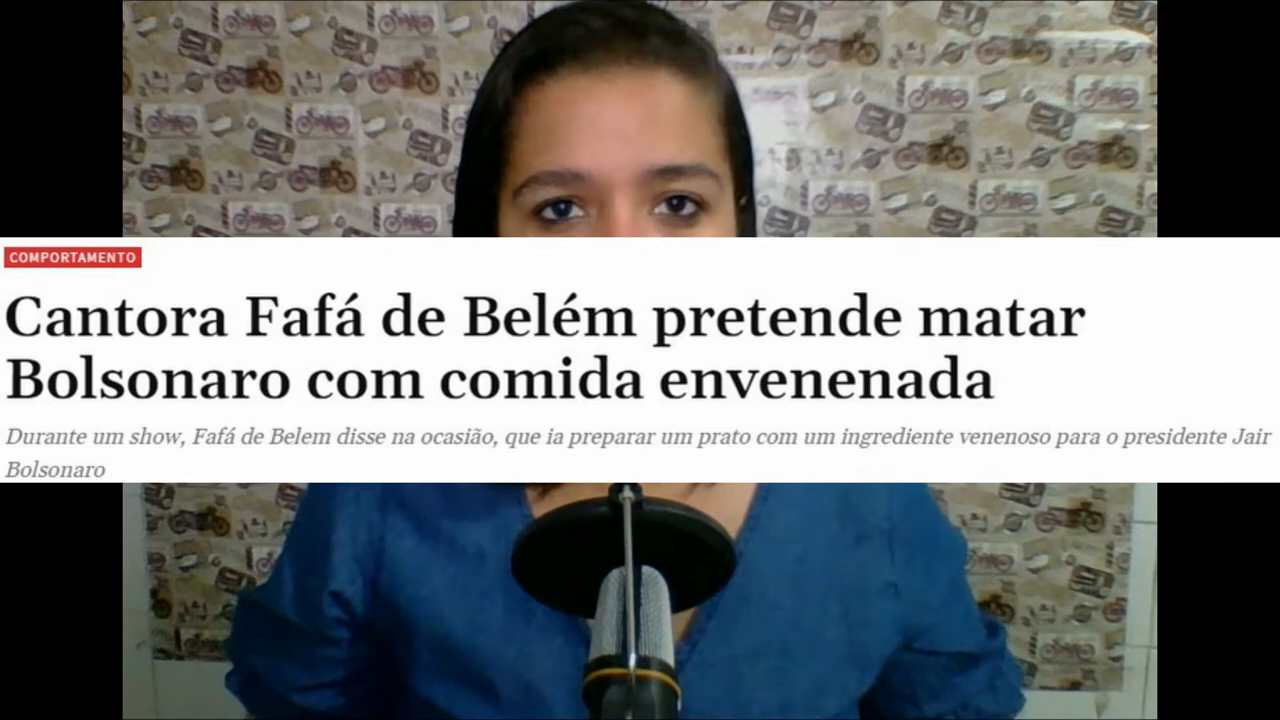 COMPORTAMENTO
Cantora Fafá de Belém pretende matar
Bolsonaro com comida envenenada
Durante um show, Fafá de Belem disse na ocasião, que ia preparar um prato com um ingrediente venenoso para o presidente Jair
Bolsonaro